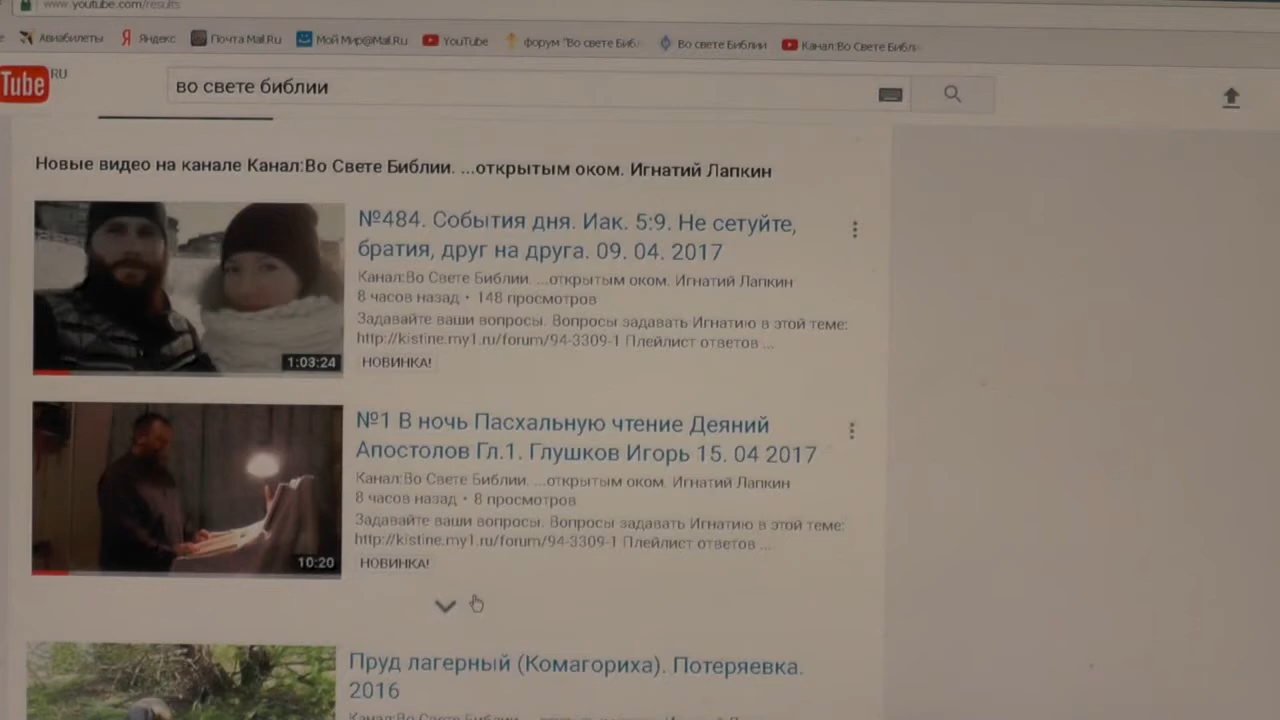 www.youtube.com/results
Авиабилеты Яндекс Почта Mail.Ru Мой Мир@Mail.Ru YouTube форум "Во свете Биб Во свете Библии Канал:Во Свете Библ
Tube RU
во свете библии
Новые видео на канале Канал:Во Свете Библии. ...открытым оком. Игнатий Лапкин
№484. События дня. Иак. 5:9. Не сетуйте,
братия, друг на друга. 09. 04. 2017
Канал:Во Свете Библии. ...открытым оком. Игнатий Лапкин
8 часов назад • 148 просмотров
Задавайте ваши вопросы. Вопросы задавать Игнатию в этой теме:
http://kistine.my1.ru/forum/94-3309-1 Плейлист ответов ...
1:03:24
НОВИНКА!
№1 В ночь Пасхальную чтение Деяний
Апостолов Гл.1. Глушков Игорь 15. 04 2017
Канал:Во Свете Библии. ...открытым оком. Игнатий Лапкин
8 часов назад • 8 просмотров
Задавайте ваши вопросы. Вопросы задавать Игнатию в этой теме:
http://kistine.my1.ru/forum/94-3309-1 Плейлист ответов ...
10:20
НОВИНКА!
Пруд лагерный (Комагориха). Потеряевка.
2016